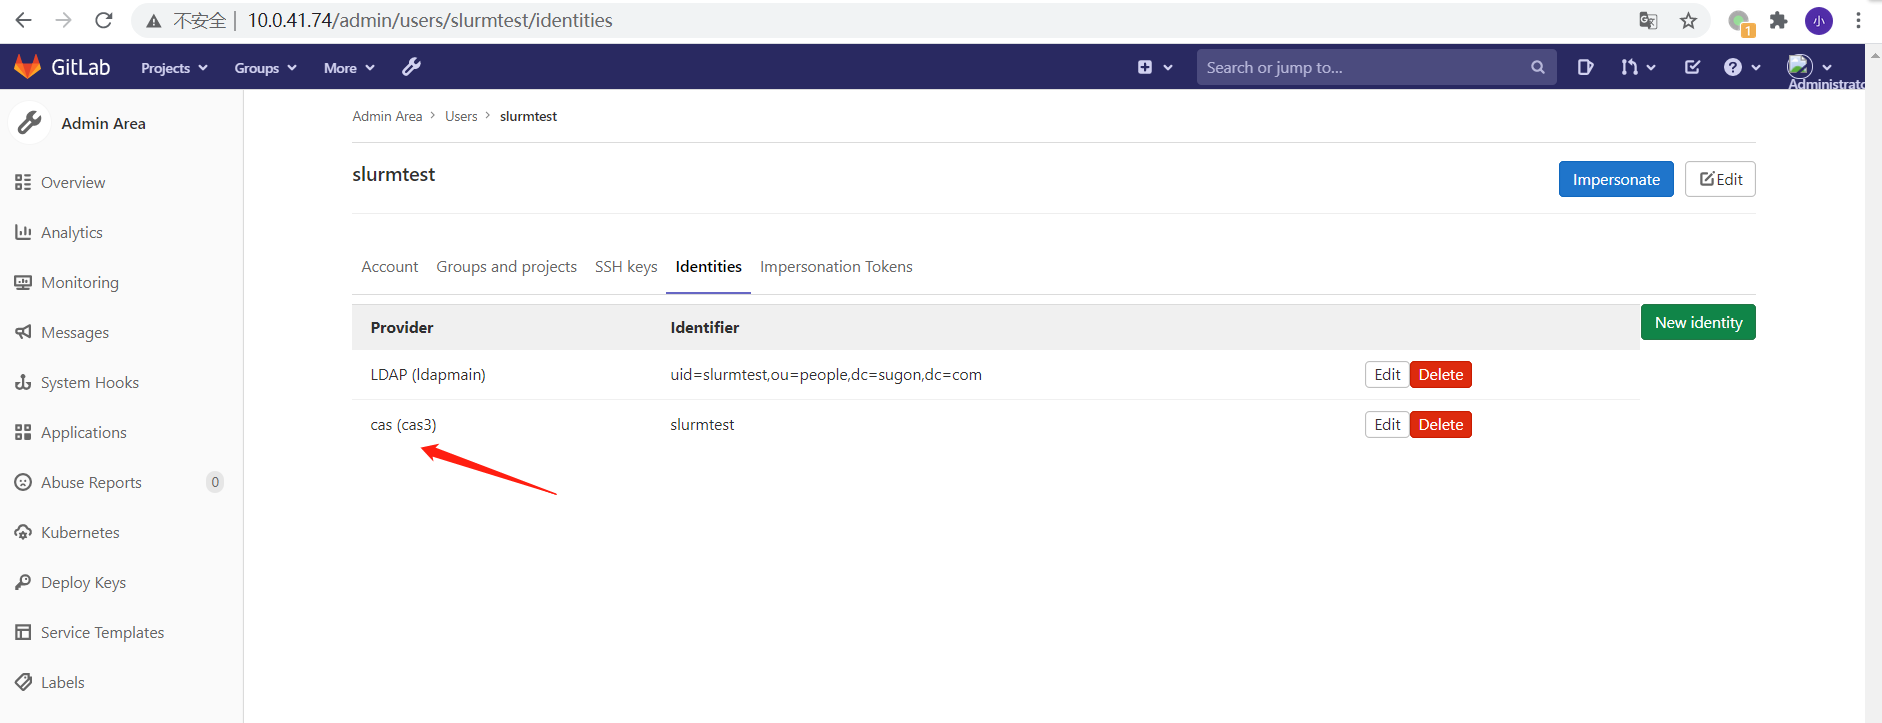 不安全 | 10.0.41.74/admin/users/slurmtest/identities
1
小
GitLab Projects Groups More Search or jump to...
Administrato
Admin Area
Overview
Analytics
Monitoring
Messages
System Hooks
Applications
Abuse Reports 0
Kubernetes
Deploy Keys
Service Templates
Labels
Admin Area > Users > slurmtest
slurmtest
Impersonate Edit
Account Groups and projects SSH keys Identities Impersonation Tokens
Provider Identifier
New identity
LDAP (ldapmain) uid=slurmtest,ou=people,dc=sugon,dc=com Edit Delete
cas (cas3) slurmtest Edit Delete